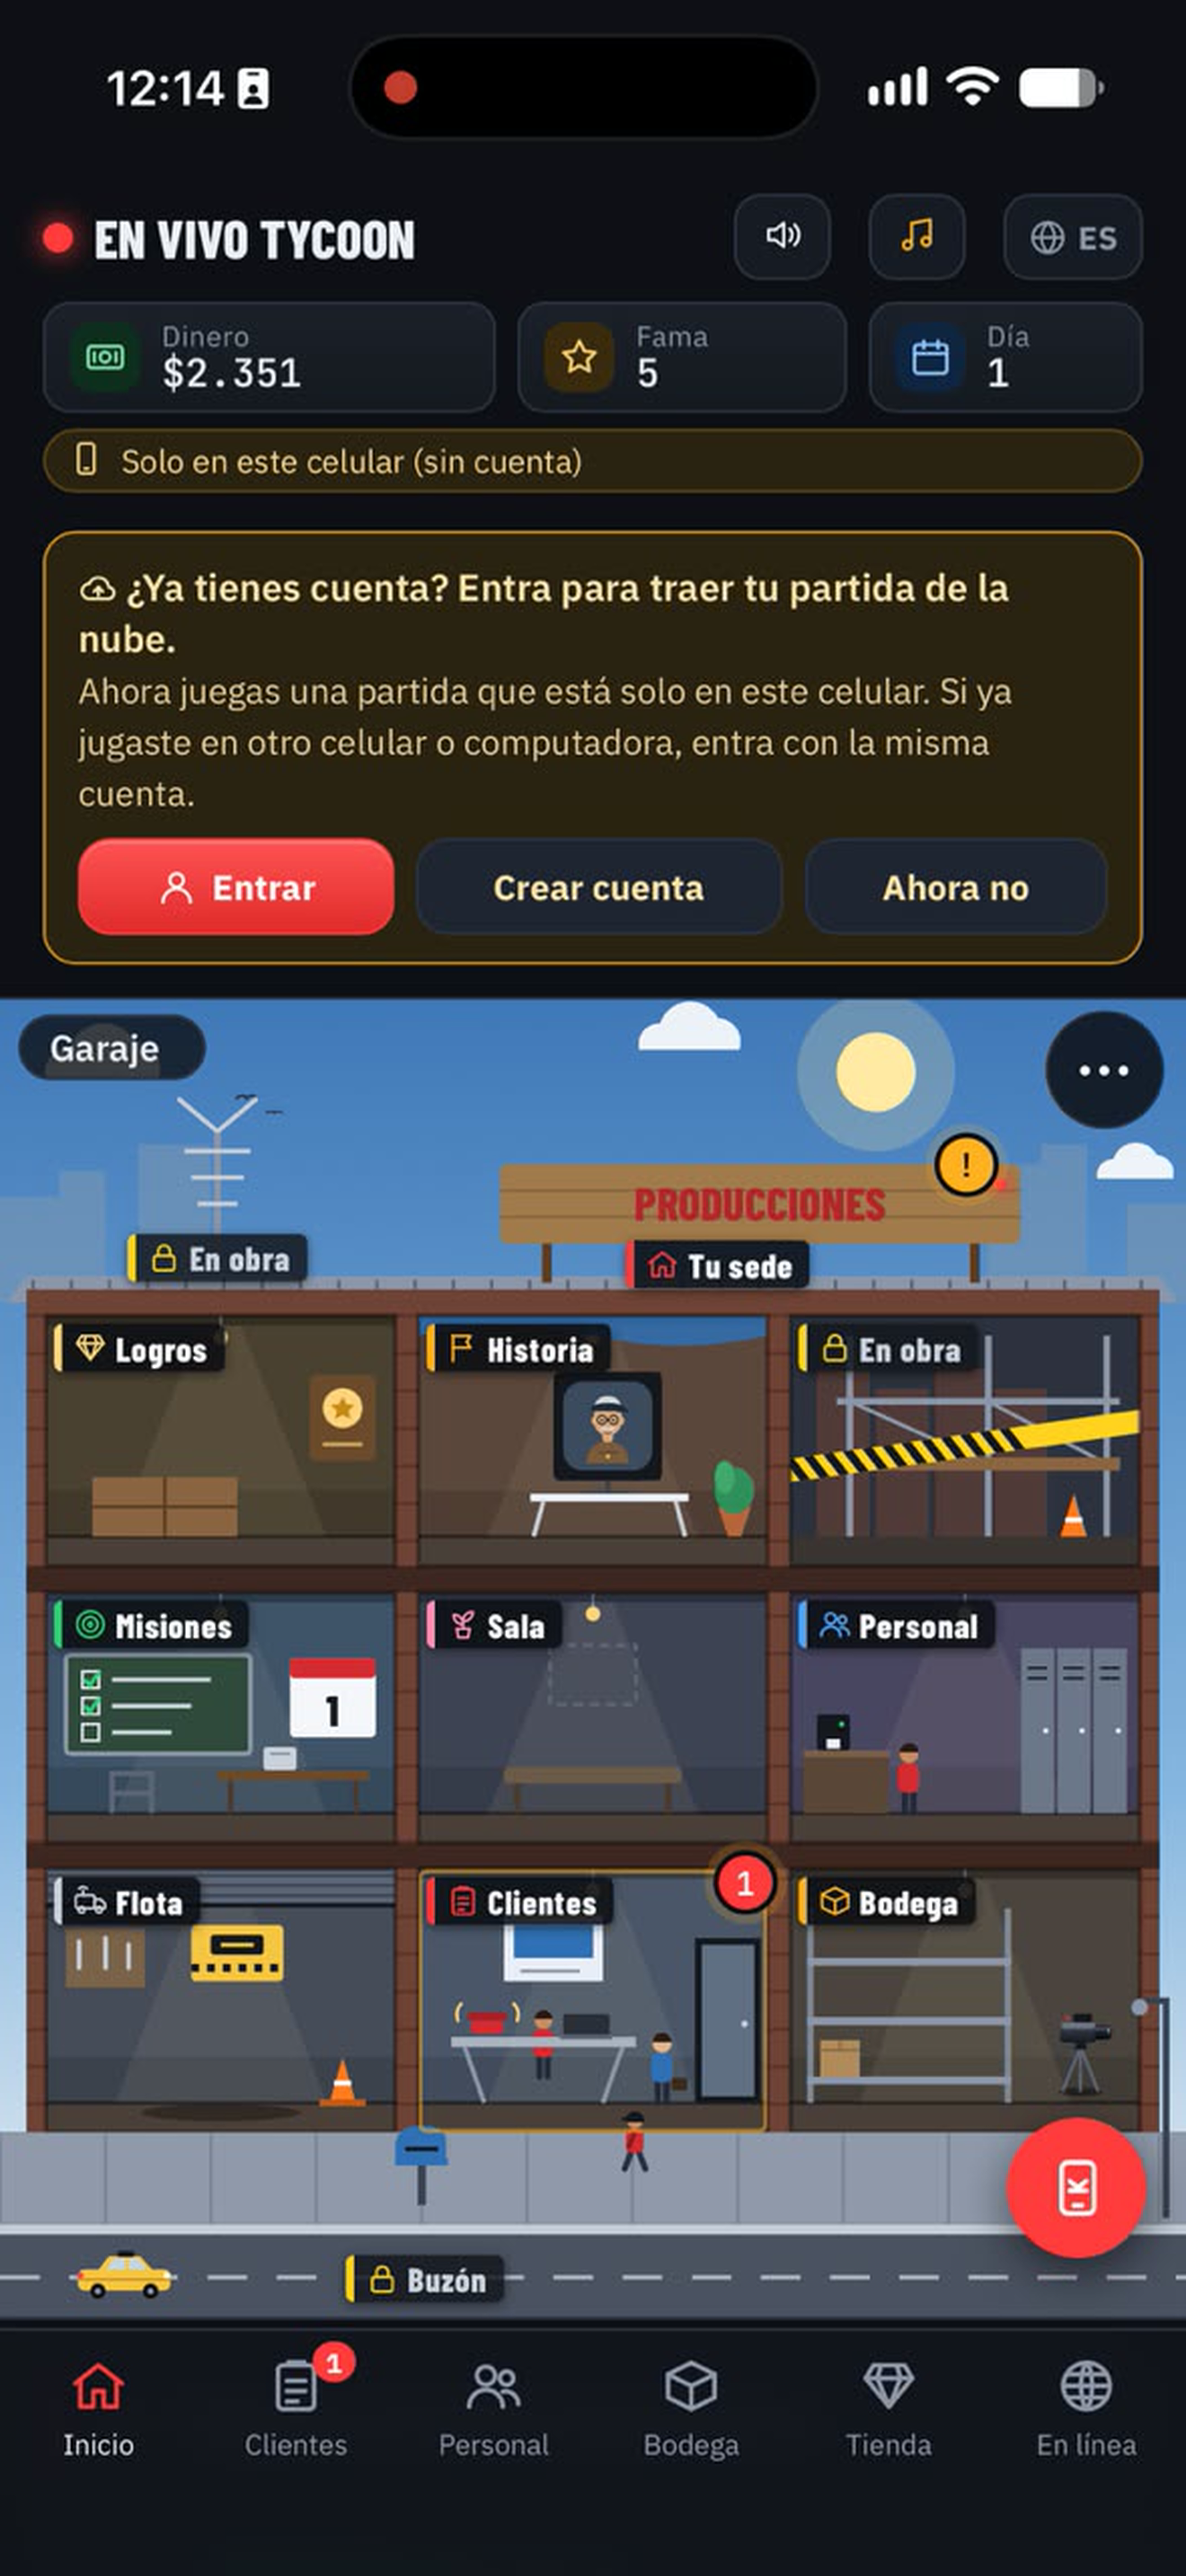 12:14
EN VIVO TYCOON
ES
Dinero
$2.351
Fama
5
Día
1
Solo en este celular (sin cuenta)
¿Ya tienes cuenta? Entra para traer tu partida de la
nube.
Ahora juegas una partida que está solo en este celular. Si ya
jugaste en otro celular o computadora, entra con la misma
cuenta.
Entrar
Crear cuenta
Ahora no
Garaje
!
PRODUCCIONES
En obra
Tu sede
Logros
Historia
En obra
Misiones
1
Sala
Personal
Flota
Clientes
1
Bodega
Buzón
Inicio
Clientes
1
Personal
Bodega
Tienda
En línea